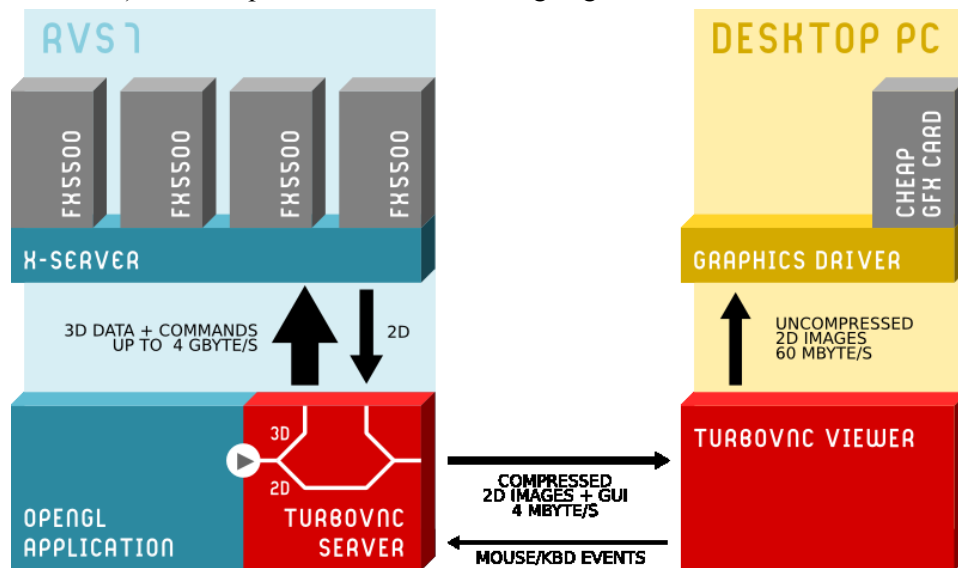 RVS1
DESKTOP PC
FX5500
FX5500
FX5500
FX5500
CHEAP
GFX CARD
X-SERVER
GRAPHICS DRIVER
3D DATA + COMMANDS
UP TO 4 GBYTE/S
2D
UNCOMPRESSED
2D IMAGES
60 MBYTE/S
3D
2D
OPENGL
APPLICATION
TURBOVNC
SERVER
COMPRESSED
2D IMAGES + GUI
4 MBYTE/S
MOUSE/KBD EVENTS
TURBOVNC VIEWER